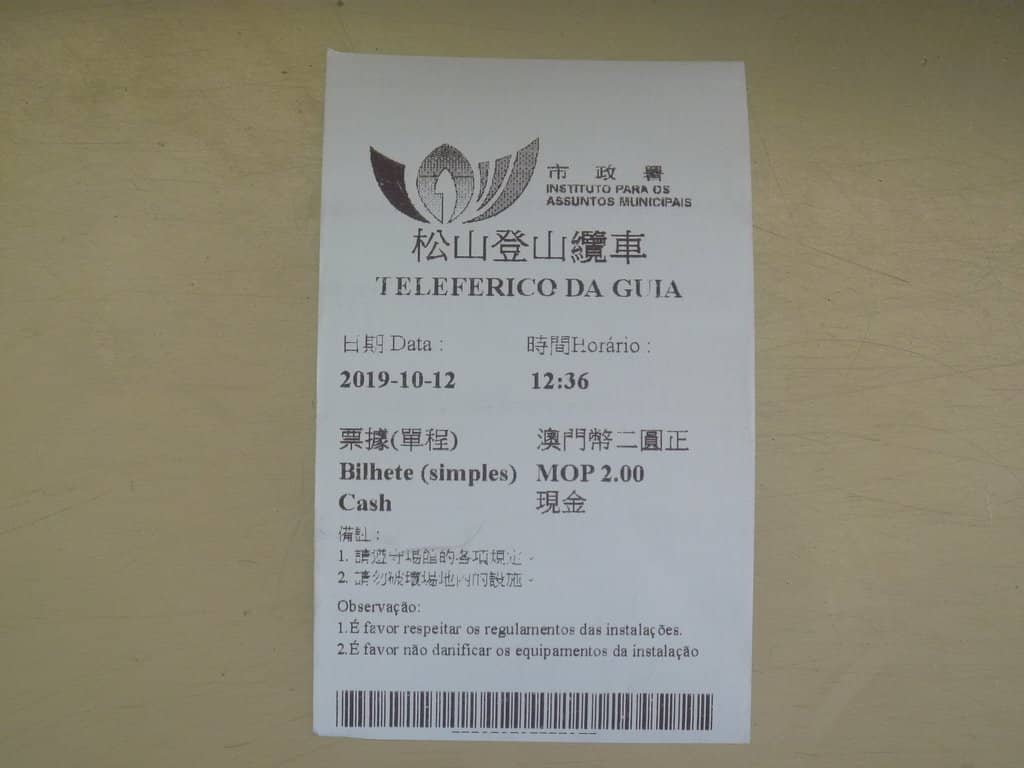 市 政 署
INSTITUTO PARA OS
ASSUNTOS MUNICIPAIS
松山登山纜車
TELEFERICO DA GUIA
日期 Data : 時間Horário :
2019-10-12 12:36
票據(單程) 澳門幣二圓正
Bilhete (simples) MOP 2.00
Cash 現金
備註 :
1. 請遵守場館的各項規定。
2. 請勿破壞場地內的設施。
Observação:
1.É favor respeitar os regulamentos das instalações.
2.É favor não danificar os equipamentos da instalação